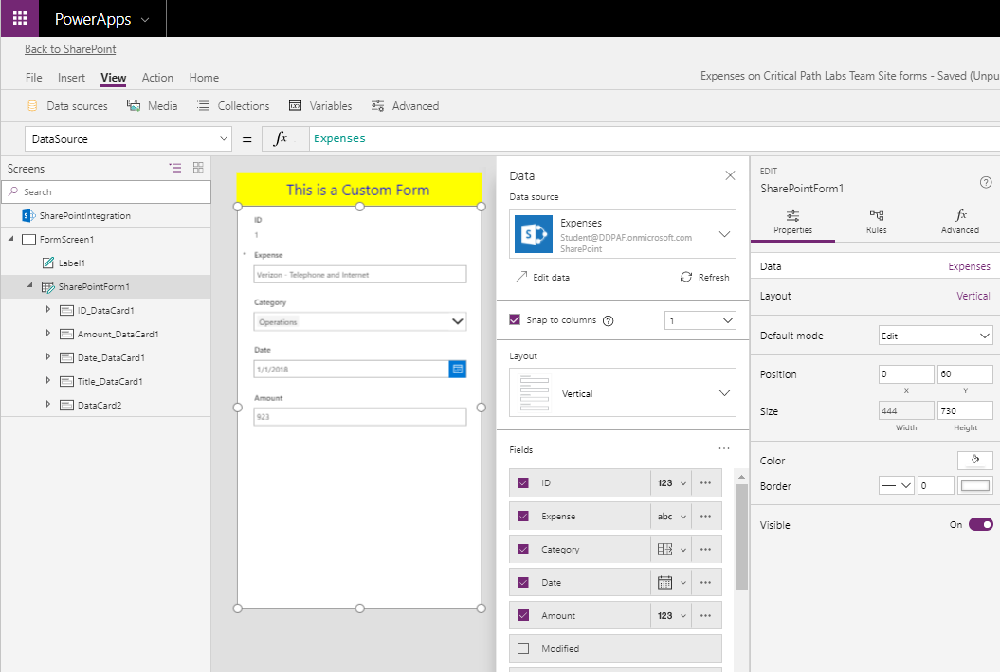 PowerApps
Back to SharePoint
File Insert View Action Home
Expenses on Critical Path Labs Team Site forms - Saved (Unpu
Data sources Media Collections Variables Advanced
DataSource = fx Expenses
Screens
Search
SharePointIntegration
FormScreen1
Label1
SharePointForm1
ID_DataCard1
Amount_DataCard1
Date_DataCard1
Title_DataCard1
DataCard2
This is a Custom Form
ID
1
* Expense
Verizon - Telephone and Internet
Category
Operations
Date
1/1/2018
Amount
923
Data
Data source
Expenses
Student@DDPAF.onmicrosoft.com
SharePoint
Edit data Refresh
Snap to columns ? 1
Layout
Vertical
Fields ...
ID 123 ...
Expense abc ...
Category ...
Date ...
Amount 123 ...
Modified
EDIT
SharePointForm1 ?
fx
Properties Rules Advanced
Data Expenses
Layout Vertical
Default mode Edit
Position 0 60
X Y
Size 444 730
Width Height
Color
Border 0
Visible On